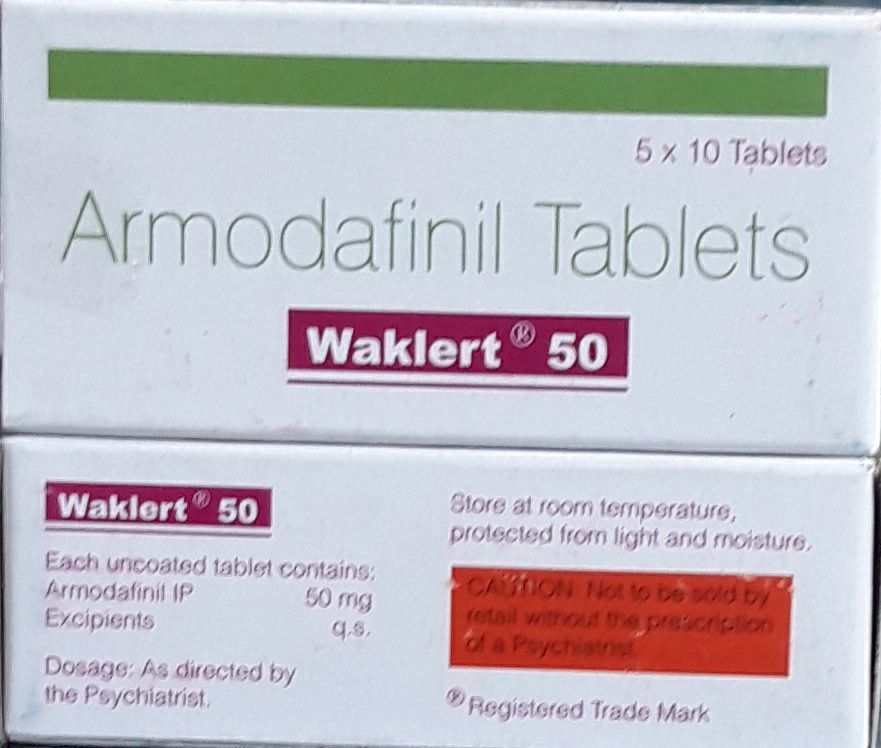 5 x 10 Tablets
Armodafinil Tablets
Waklert® 50
Waklert® 50
Each uncoated tablet contains:
Armodafinil IP 50 mg
Excipients q.s.
Dosage: As directed by
the Psychiatrist.
Store at room temperature,
protected from light and moisture.
CAUTION: Not to be sold by
retail without the prescription
of a Psychiatrist.
® Registered Trade Mark